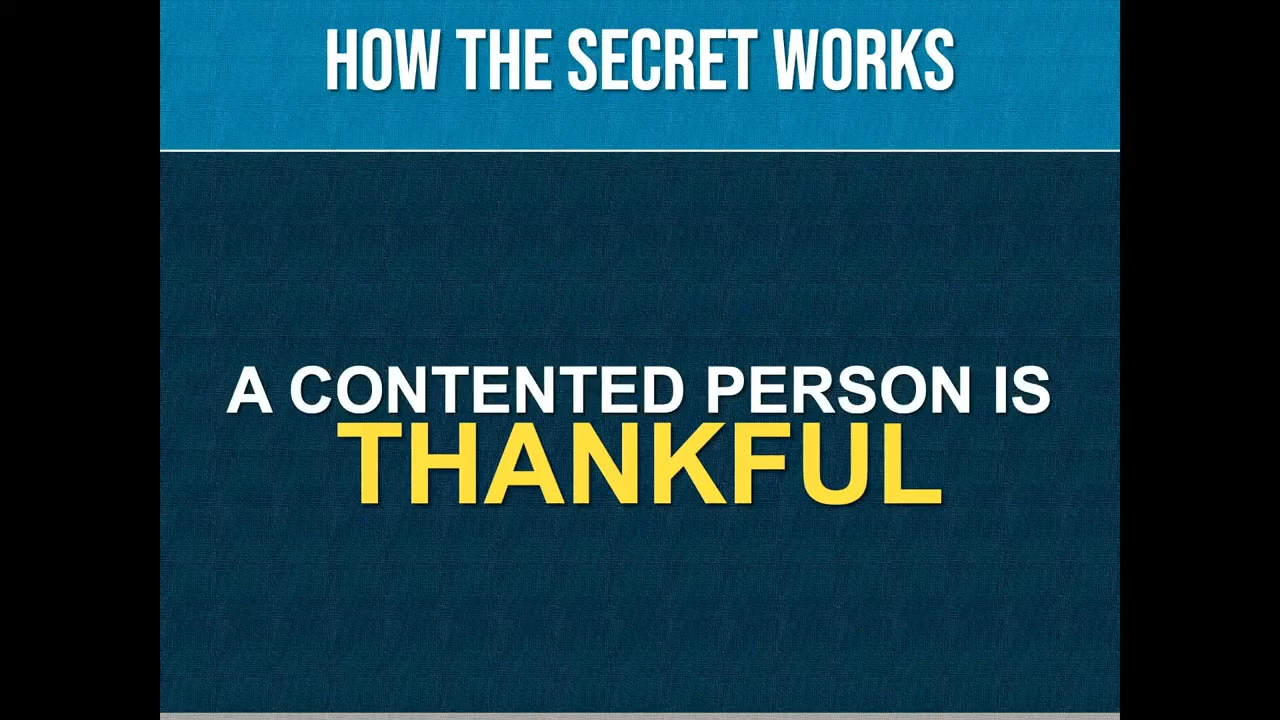 HOW THE SECRET WORKS
A CONTENTED PERSON IS
THANKFUL